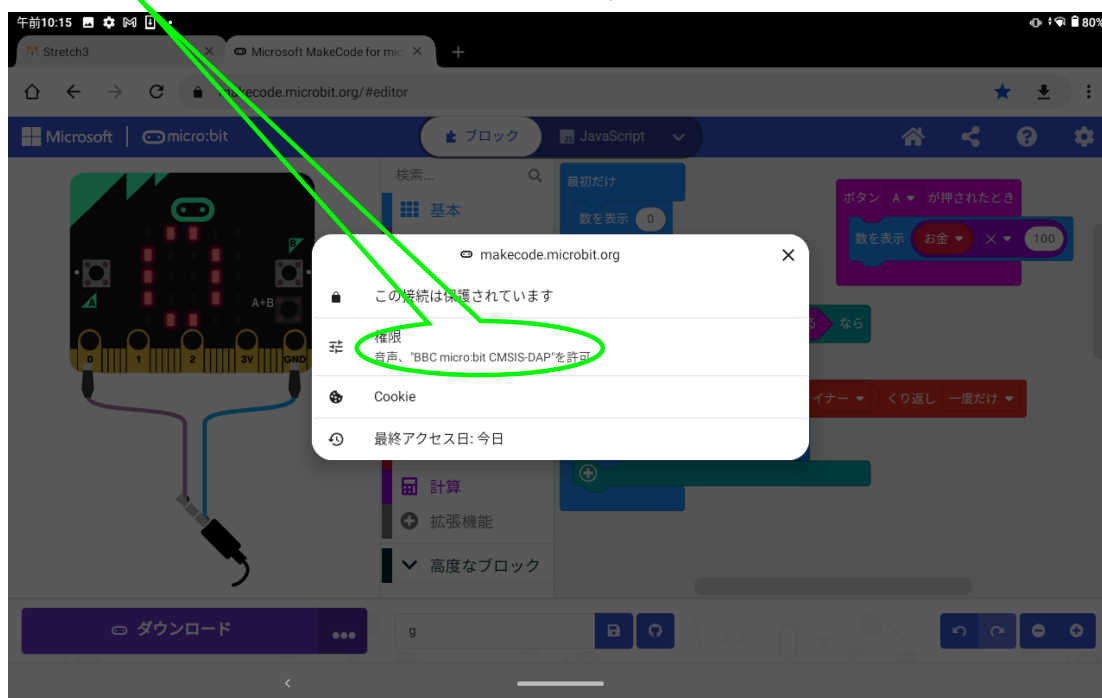 午前10:15
80%
Stretch3
Microsoft MakeCode for mic
makecode.microbit.org/#editor
Microsoft
micro:bit
ブロック
JavaScript
検索...
基本
最初だけ
数を表示 0
ボタン A が押されたとき
数を表示 お金 × 100
makecode.microbit.org
この接続は保護されています
権限
音声、"BBC micro:bit CMSIS-DAP"を許可
Cookie
最終アクセス日: 今日
A
B
A+B
0 1 2 3V GND
なら
くり返し 一度だけ
計算
拡張機能
高度なブロック
ダウンロード
g